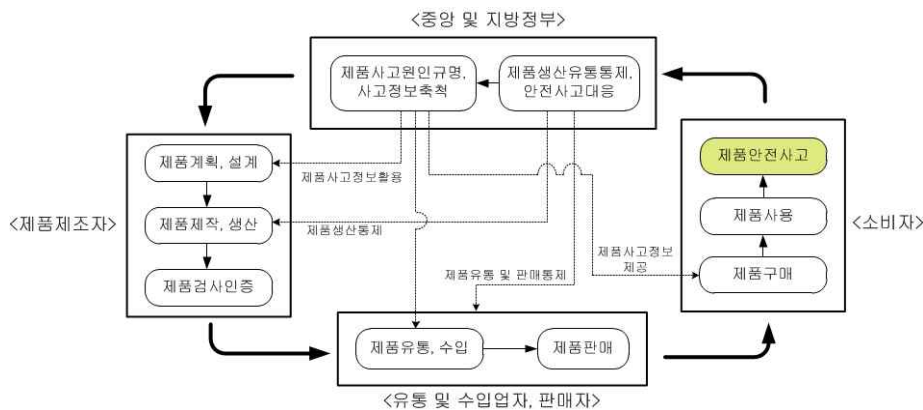 <중앙 및 지방정부>
제품사고원인규명,
사고정보축척
제품생산유통통제,
안전사고대응
<제품제조자>
제품계획, 설계
제품제작, 생산
제품검사인증
제품사고정보활용
제품생산통제
제품유통 및 판매통제
제품사고정보
제공
제품안전사고
제품사용
제품구매
<소비자>
제품유통, 수입
제품판매
<유통 및 수입업자, 판매자>